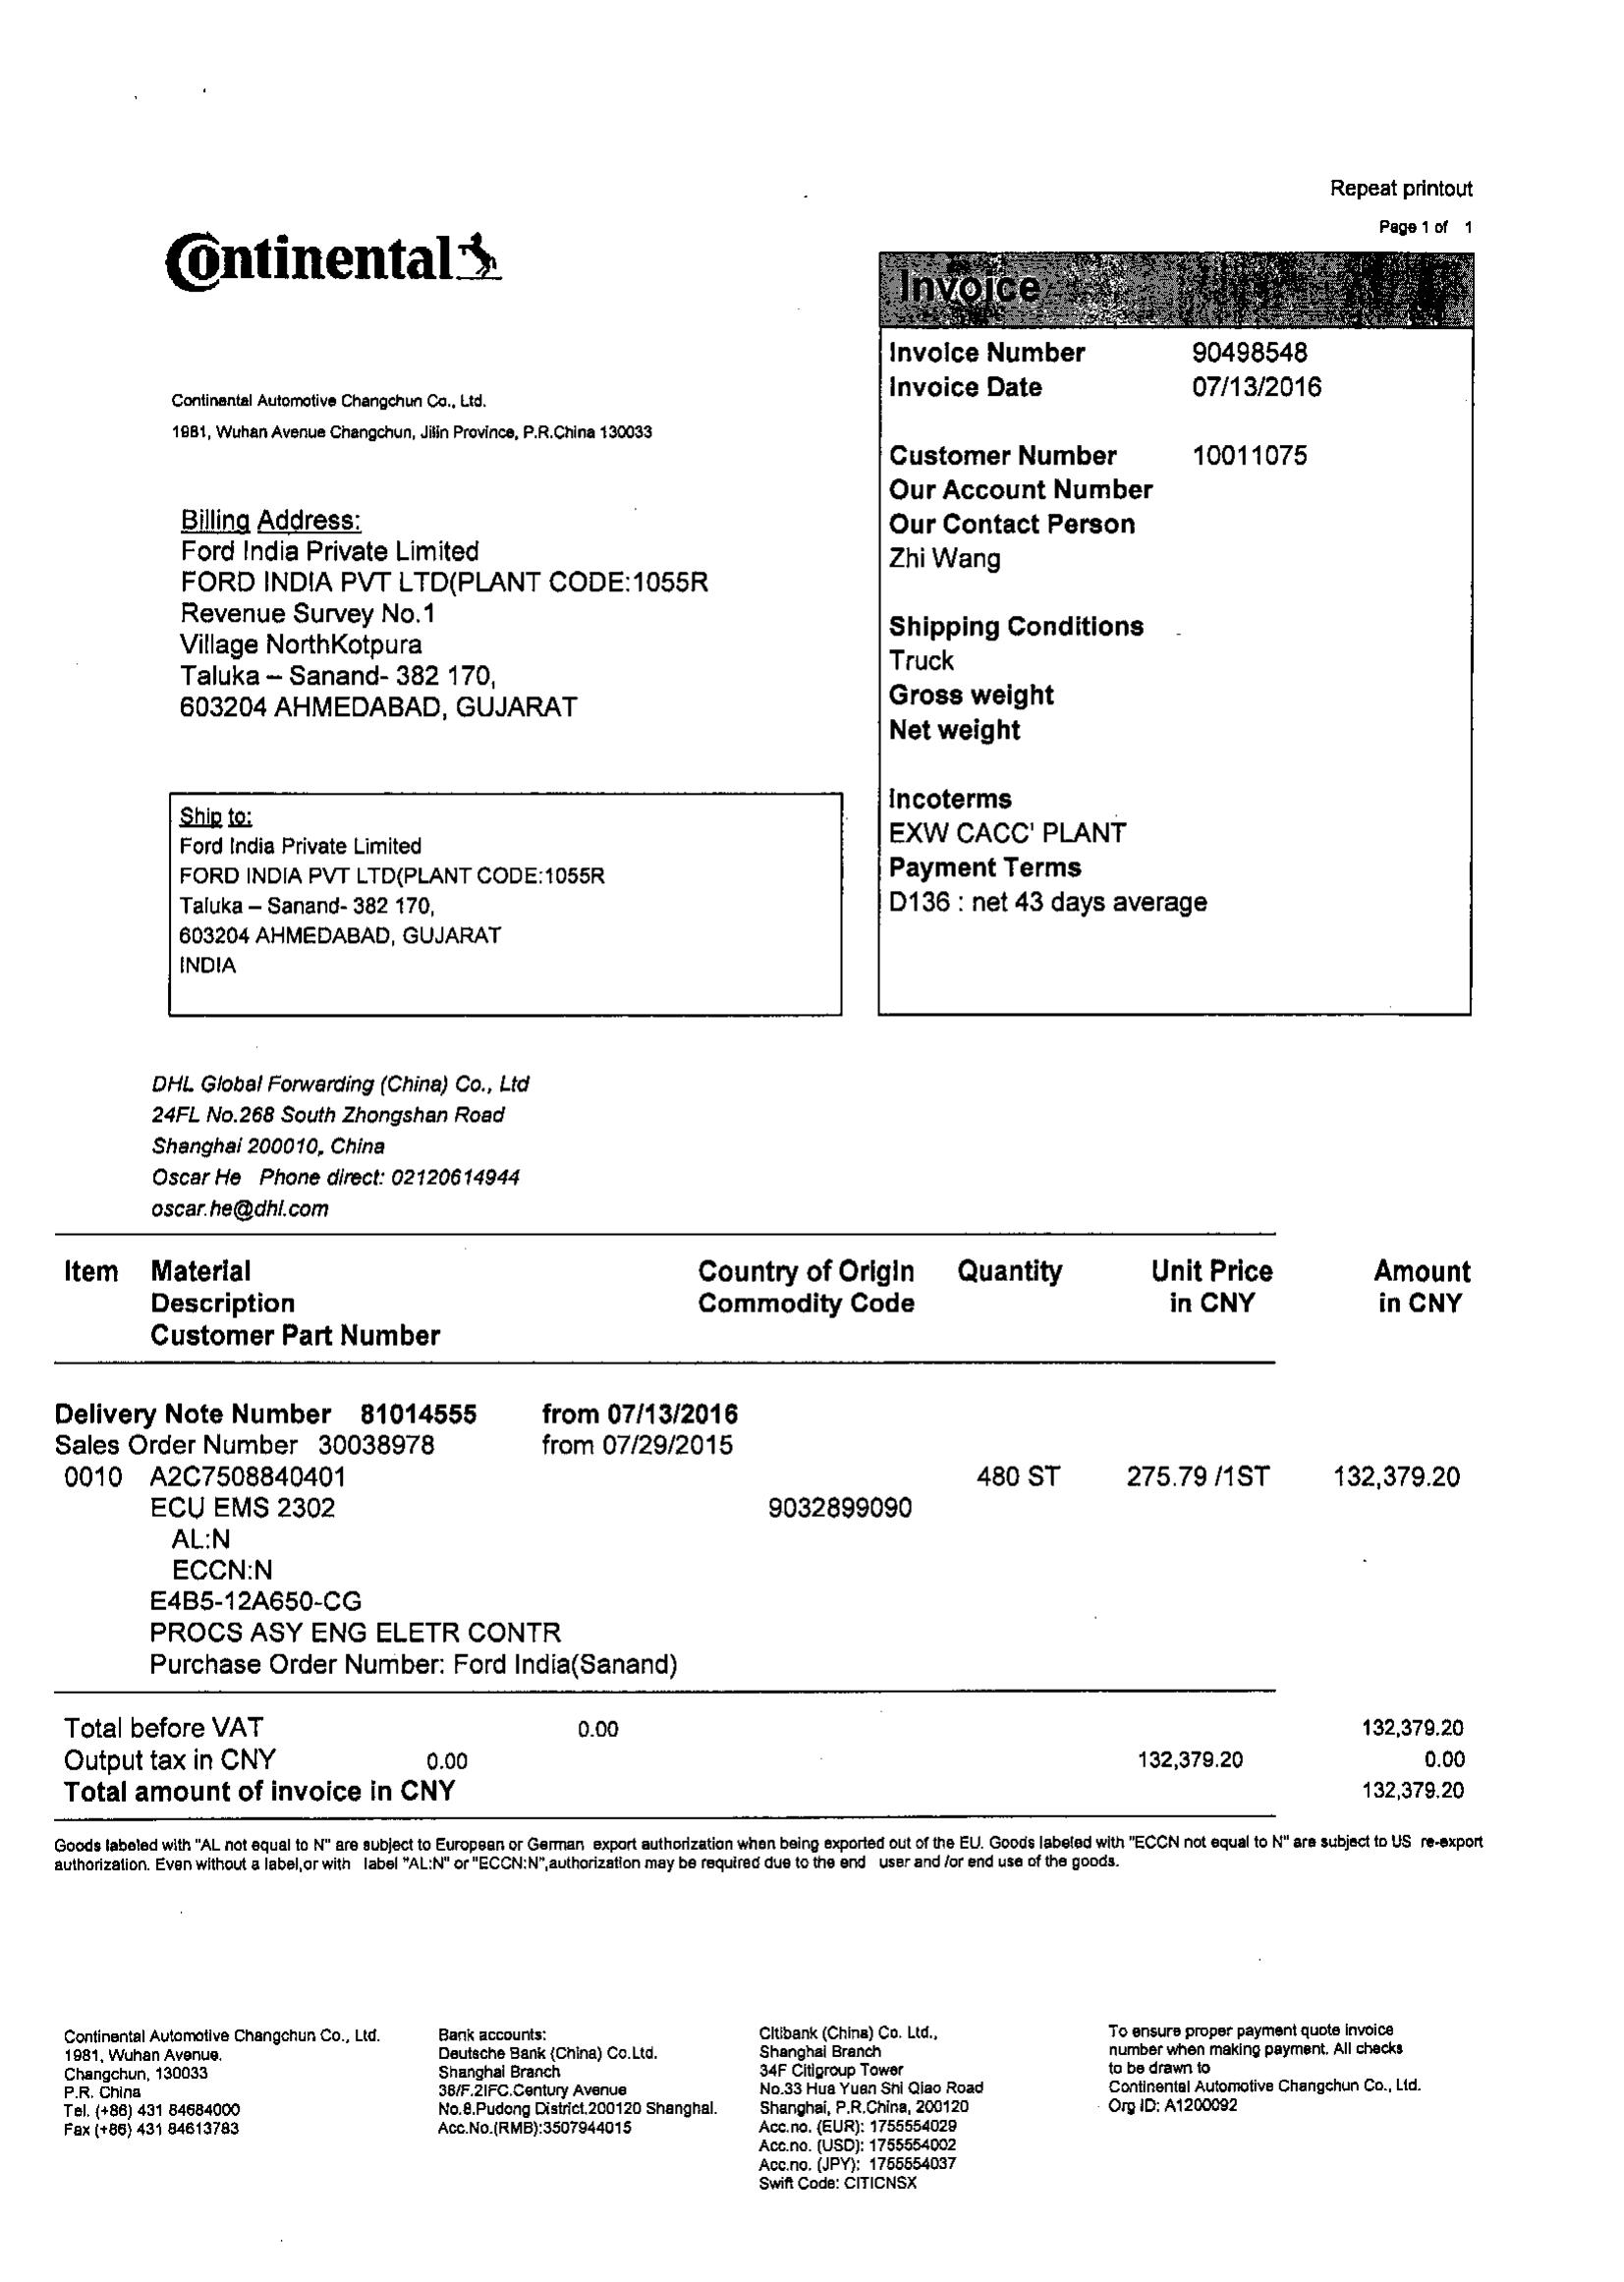 Repeat printout
Page 1 of 1
Continental
Invoice
Invoice Number 90498548
Invoice Date 07/13/2016
Continental Automotive Changchun Co., Ltd.
1981, Wuhan Avenue Changchun, Jilin Province, P.R.China 130033
Customer Number 10011075
Our Account Number
Our Contact Person
Zhi Wang
Billing Address:
Ford India Private Limited
FORD INDIA PVT LTD(PLANT CODE:1055R
Revenue Survey No.1
Village NorthKotpura
Taluka – Sanand- 382 170,
603204 AHMEDABAD, GUJARAT
Shipping Conditions
Truck
Gross weight
Net weight
Incoterms
EXW CACC' PLANT
Payment Terms
D136 : net 43 days average
Ship to:
Ford India Private Limited
FORD INDIA PVT LTD(PLANT CODE:1055R
Taluka – Sanand- 382 170,
603204 AHMEDABAD, GUJARAT
INDIA
DHL Global Forwarding (China) Co., Ltd
24FL No.268 South Zhongshan Road
Shanghai 200010, China
Oscar He Phone direct: 02120614944
oscar.he@dhl.com
Item Material Country of Origin Quantity Unit Price Amount
Description Commodity Code in CNY in CNY
Customer Part Number
Delivery Note Number 81014555 from 07/13/2016
Sales Order Number 30038978 from 07/29/2015
0010 A2C7508840401 480 ST 275.79 /1ST 132,379.20
ECU EMS 2302 9032899090
AL:N
ECCN:N
E4B5-12A650-CG
PROCS ASY ENG ELETR CONTR
Purchase Order Number: Ford India(Sanand)
Total before VAT 0.00 132,379.20
Output tax in CNY 0.00 132,379.20 0.00
Total amount of invoice in CNY 132,379.20
Goods labeled with "AL not equal to N" are subject to European or German export authorization when being exported out of the EU. Goods labeled with "ECCN not equal to N" are subject to US re-export
authorization. Even without a label,or with label "AL:N" or "ECCN:N",authorization may be required due to the end user and /or end use of the goods.
Continental Automotive Changchun Co., Ltd.
1981, Wuhan Avenue.
Changchun, 130033
P.R. China
Tel. (+86) 431 84684000
Fax (+86) 431 84613783
Bank accounts:
Deutsche Bank (China) Co.Ltd.
Shanghai Branch
38/F.2IFC.Century Avenue
No.8.Pudong District.200120 Shanghai.
Acc.No.(RMB):3507944015
Citibank (China) Co. Ltd.,
Shanghai Branch
34F Citigroup Tower
No.33 Hua Yuan Shi Qiao Road
Shanghai, P.R.China, 200120
Acc.no. (EUR): 1755554029
Acc.no. (USD): 1755554002
Acc.no. (JPY): 1755554037
Swift Code: CITICNSX
To ensure proper payment quote invoice
number when making payment. All checks
to be drawn to
Continental Automotive Changchun Co., Ltd.
Org ID: A1200092